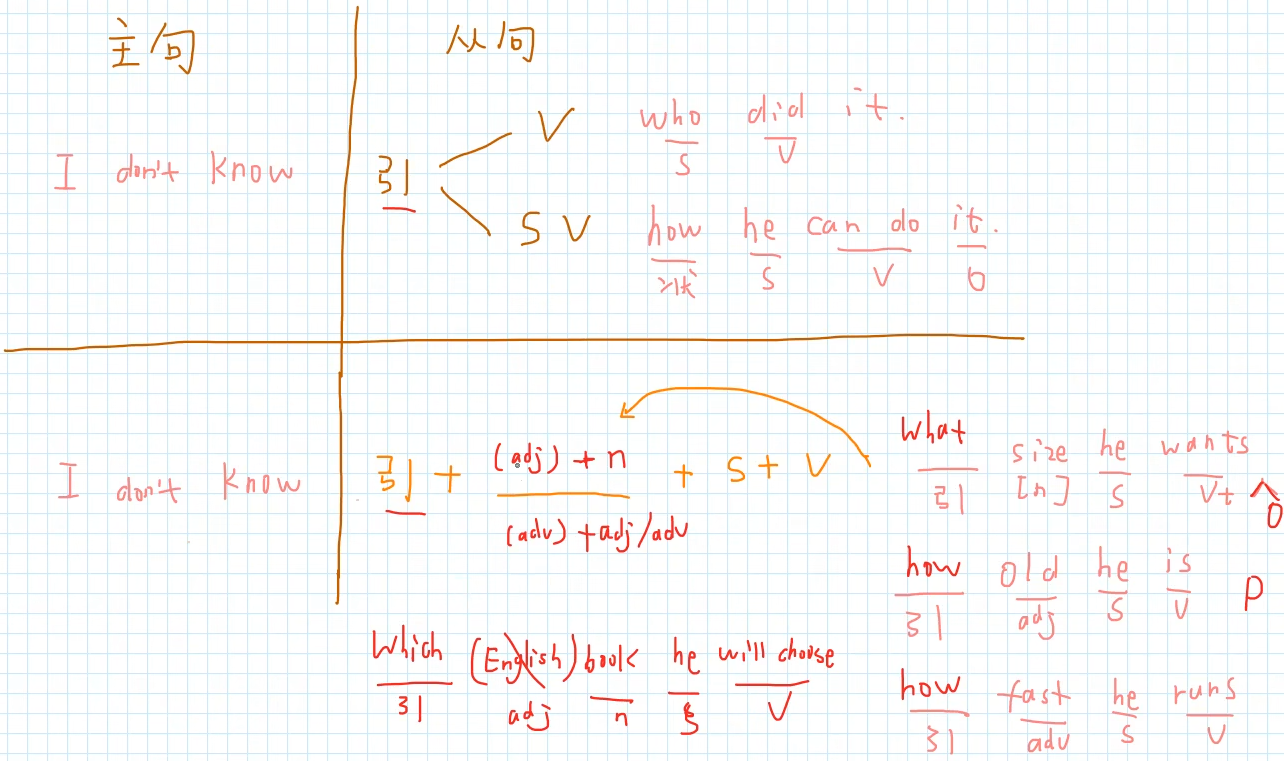 主句 从句
V who did it.
S V
I don't know 引
S V how he can do it.
状 S V O
I don't know 引 + (adj) + n + S + V
(adv) + adj/adv
What size he wants
引 [n] S Vt O
how old he is P
引 adj S V
Which (English) book he will choose
引 adj n S V
how fast he runs
引 adv S V